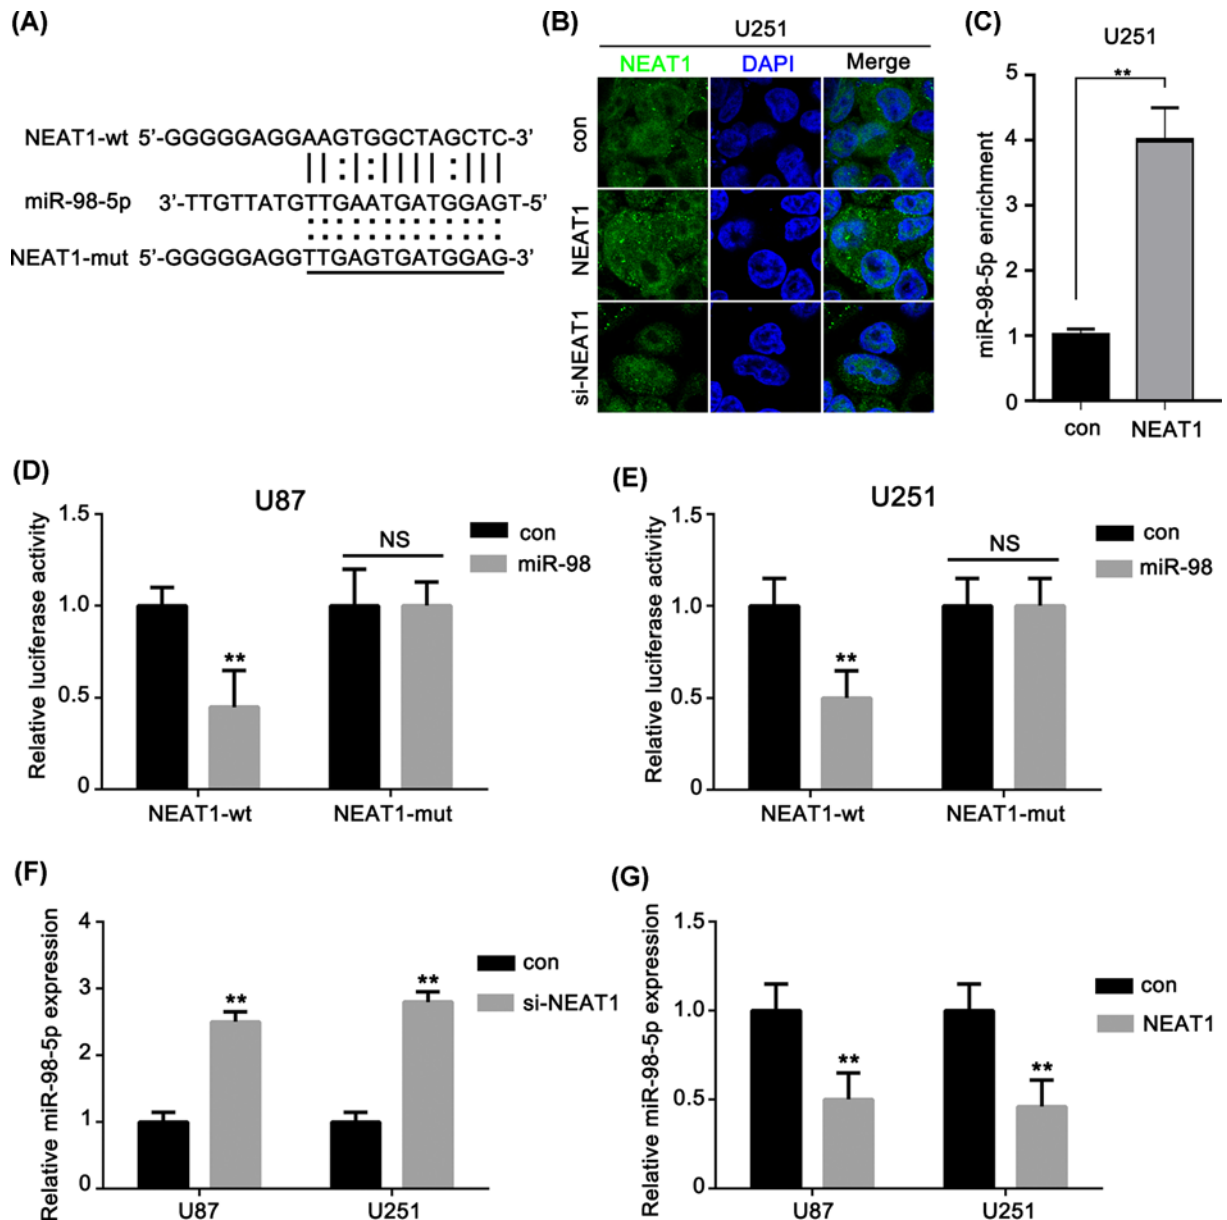 (A)
NEAT1-wt 5’-GGGGGAGGAAGTGGCTAGCTC-3’
miR-98-5p 3’-TTGTTATGTTGAATGATGGAGT-5’
NEAT1-mut 5’-GGGGGAGGTTGAGTGATGGAG-3’
(B)
U251
NEAT1 DAPI Merge
con
NEAT1
si-NEAT1
(C)
U251
**
miR-98-5p enrichment
5
4
3
2
1
0
con NEAT1
(D)
U87
Relative luciferase activity
1.5
1.0
0.5
0
**
NS
con
miR-98
NEAT1-wt NEAT1-mut
(E)
U251
Relative luciferase activity
1.5
1.0
0.5
0
**
NS
con
miR-98
NEAT1-wt NEAT1-mut
(F)
Relative miR-98-5p expression
4
3
2
1
0
**
**
con
si-NEAT1
U87 U251
(G)
Relative miR-98-5p expression
1.5
1.0
0.5
0
**
**
con
NEAT1
U87 U251